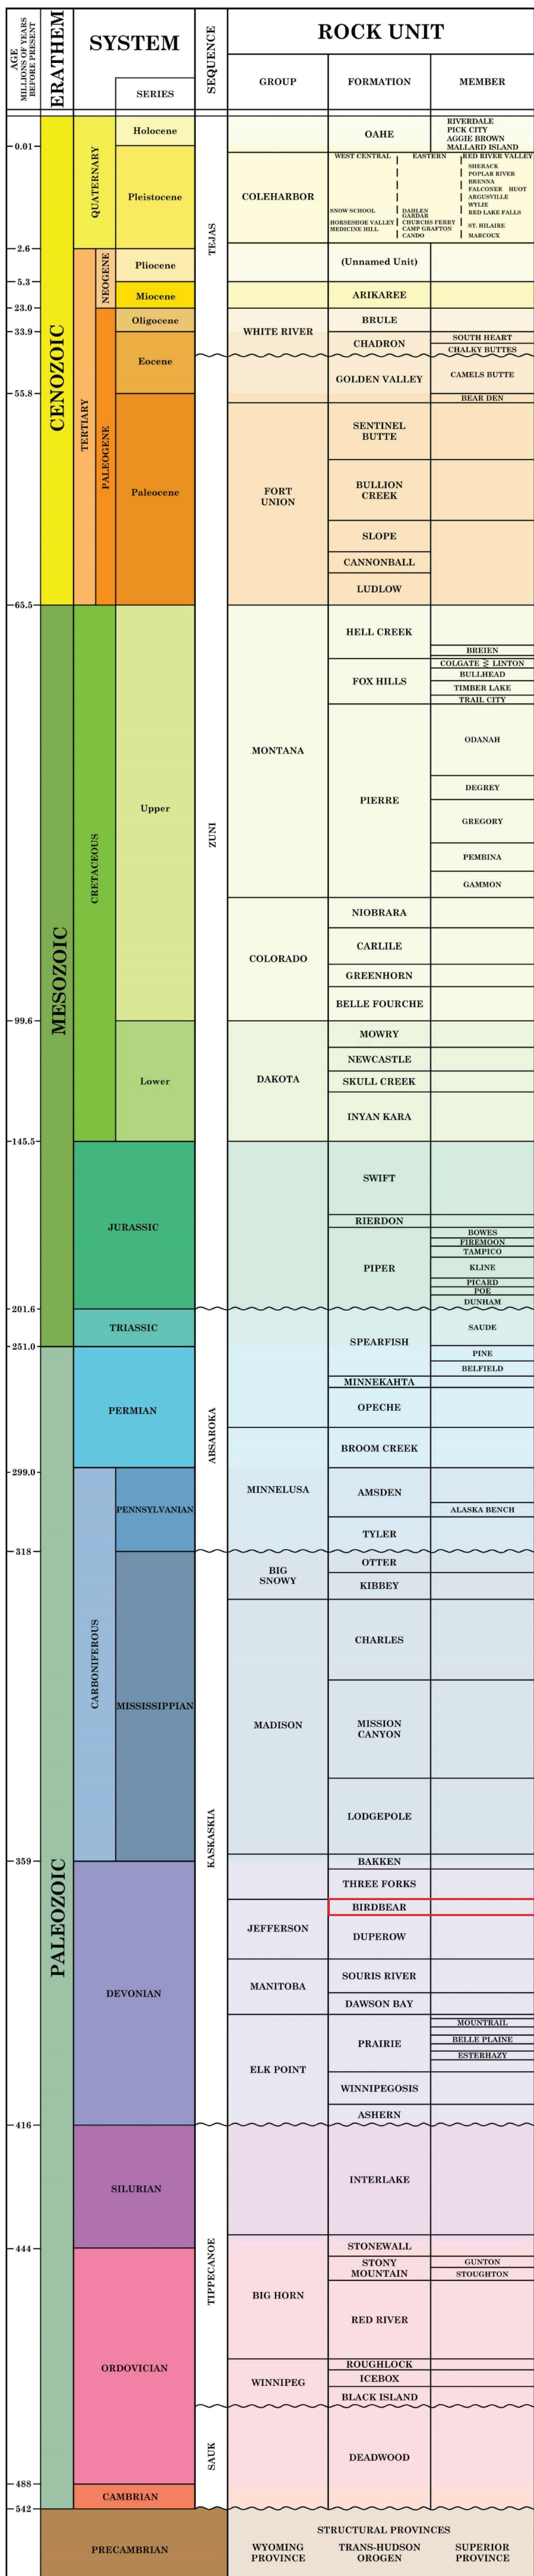 AGE
MILLIONS OF YEARS
BEFORE PRESENT
ERATHEM
SYSTEM
SERIES
SEQUENCE
ROCK UNIT
GROUP
FORMATION
MEMBER
0.01
2.6
5.3
23.0
33.9
55.8
65.5
99.6
145.5
201.6
251.0
299.0
318
359
416
444
488
542
CENOZOIC
MESOZOIC
PALEOZOIC
QUATERNARY
TERTIARY
NEOGENE
PALEOGENE
CRETACEOUS
JURASSIC
TRIASSIC
PERMIAN
CARBONIFEROUS
DEVONIAN
SILURIAN
ORDOVICIAN
CAMBRIAN
PRECAMBRIAN
Holocene
Pleistocene
Pliocene
Miocene
Oligocene
Eocene
Paleocene
Upper
Lower
PENNSYLVANIAN
MISSISSIPPIAN
TEJAS
ZUNI
ABSAROKA
KASKASKIA
TIPPECANOE
SAUK
COLEHARBOR
WHITE RIVER
FORT
UNION
MONTANA
COLORADO
DAKOTA
MINNELUSA
BIG
SNOWY
MADISON
JEFFERSON
MANITOBA
ELK POINT
BIG HORN
WINNIPEG
OAHE
WEST CENTRAL
EASTERN
RED RIVER VALLEY
SNOW SCHOOL
HORSESHOE VALLEY
MEDICINE HILL
DAHLEN
GARDAR
CHURCHS FERRY
CAMP GRAFTON
CANDO
SHERACK
POPLAR RIVER
BRENNA
FALCONER HUOT
ARGUSVILLE
WYLIE
RED LAKE FALLS
ST. HILAIRE
MARCOUX
(Unnamed Unit)
ARIKAREE
BRULE
CHADRON
GOLDEN VALLEY
SENTINEL
BUTTE
BULLION
CREEK
SLOPE
CANNONBALL
LUDLOW
HELL CREEK
FOX HILLS
PIERRE
NIOBRARA
CARLILE
GREENHORN
BELLE FOURCHE
MOWRY
NEWCASTLE
SKULL CREEK
INYAN KARA
SWIFT
RIERDON
PIPER
SPEARFISH
MINNEKAHTA
OPECHE
BROOM CREEK
AMSDEN
TYLER
OTTER
KIBBEY
CHARLES
MISSION
CANYON
LODGEPOLE
BAKKEN
THREE FORKS
BIRDBEAR
DUPEROW
SOURIS RIVER
DAWSON BAY
PRAIRIE
WINNIPEGOSIS
ASHERN
INTERLAKE
STONEWALL
STONY
MOUNTAIN
RED RIVER
ROUGHLOCK
ICEBOX
BLACK ISLAND
DEADWOOD
RIVERDALE
PICK CITY
AGGIE BROWN
MALLARD ISLAND
SOUTH HEART
CHALKY BUTTES
CAMELS BUTTE
BEAR DEN
BREIEN
COLGATE LINTON
BULLHEAD
TIMBER LAKE
TRAIL CITY
ODANAH
DEGREY
GREGORY
PEMBINA
GAMMON
BOWES
FIREMOON
TAMPICO
KLINE
PICARD
POE
DUNHAM
SAUDE
PINE
BELFIELD
ALASKA BENCH
MOUNTRAIL
BELLE PLAINE
ESTERHAZY
GUNTON
STOUGHTON
STRUCTURAL PROVINCES
WYOMING
PROVINCE
TRANS-HUDSON
OROGEN
SUPERIOR
PROVINCE